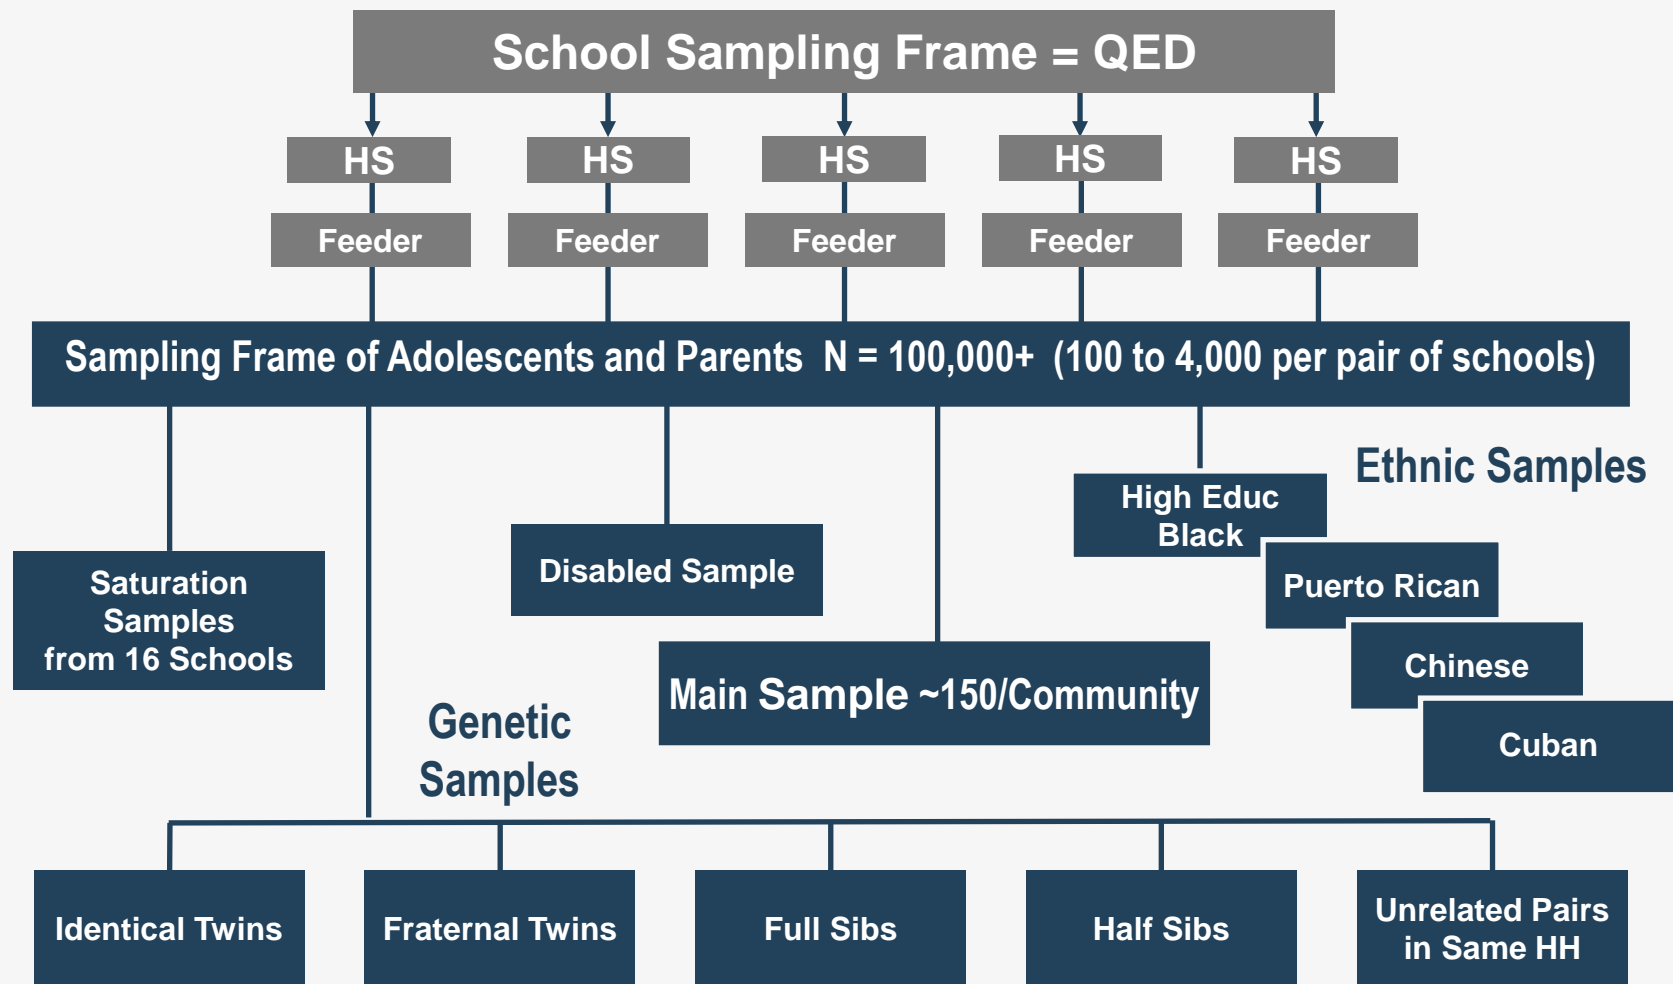 School Sampling Frame = QED
HS
HS
HS
HS
HS
Feeder
Feeder
Feeder
Feeder
Feeder
Sampling Frame of Adolescents and Parents N = 100,000+ (100 to 4,000 per pair of schools)
Ethnic Samples
High Educ
Black
Puerto Rican
Chinese
Cuban
Disabled Sample
Saturation
Samples
from 16 Schools
Main Sample ~150/Community
Genetic
Samples
Identical Twins
Fraternal Twins
Full Sibs
Half Sibs
Unrelated Pairs
in Same HH